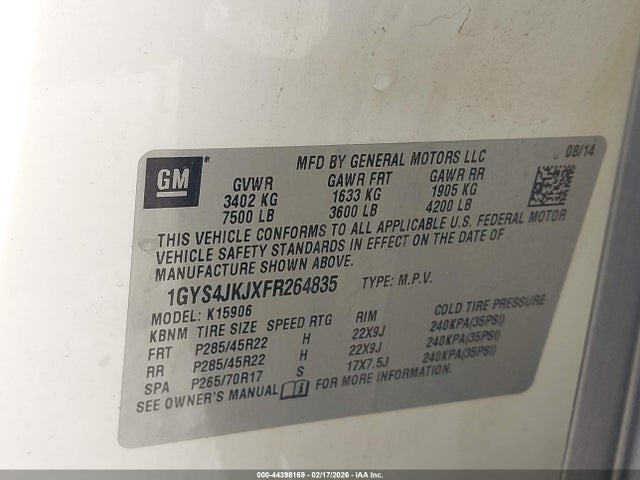 GM
MFD BY GENERAL MOTORS LLC 08/14
GVWR GAWR FRT GAWR RR
3402 KG 1633 KG 1905 KG
7500 LB 3600 LB 4200 LB
THIS VEHICLE CONFORMS TO ALL APPLICABLE U.S. FEDERAL MOTOR
VEHICLE SAFETY STANDARDS IN EFFECT ON THE DATE OF
MANUFACTURE SHOWN ABOVE.
1GYS4JKJXFR264835 TYPE: M.P.V.
MODEL: K15906
KBNM TIRE SIZE SPEED RTG RIM COLD TIRE PRESSURE
FRT P285/45R22 H 22X9J 240KPA(35PSI)
RR P285/45R22 H 22X9J 240KPA(35PSI)
SPA P265/70R17 S 17X7.5J 240KPA(35PSI)
SEE OWNER'S MANUAL FOR MORE INFORMATION.
000-44398169 - 02/17/2026 - IAA Inc.